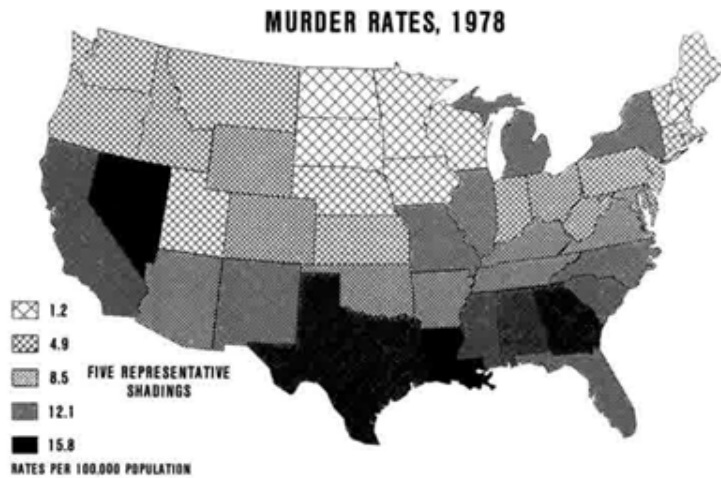 MURDER RATES, 1978
1.2
4.9
8.5
FIVE REPRESENTATIVE
SHADINGS
12.1
15.8
RATES PER 100,000 POPULATION